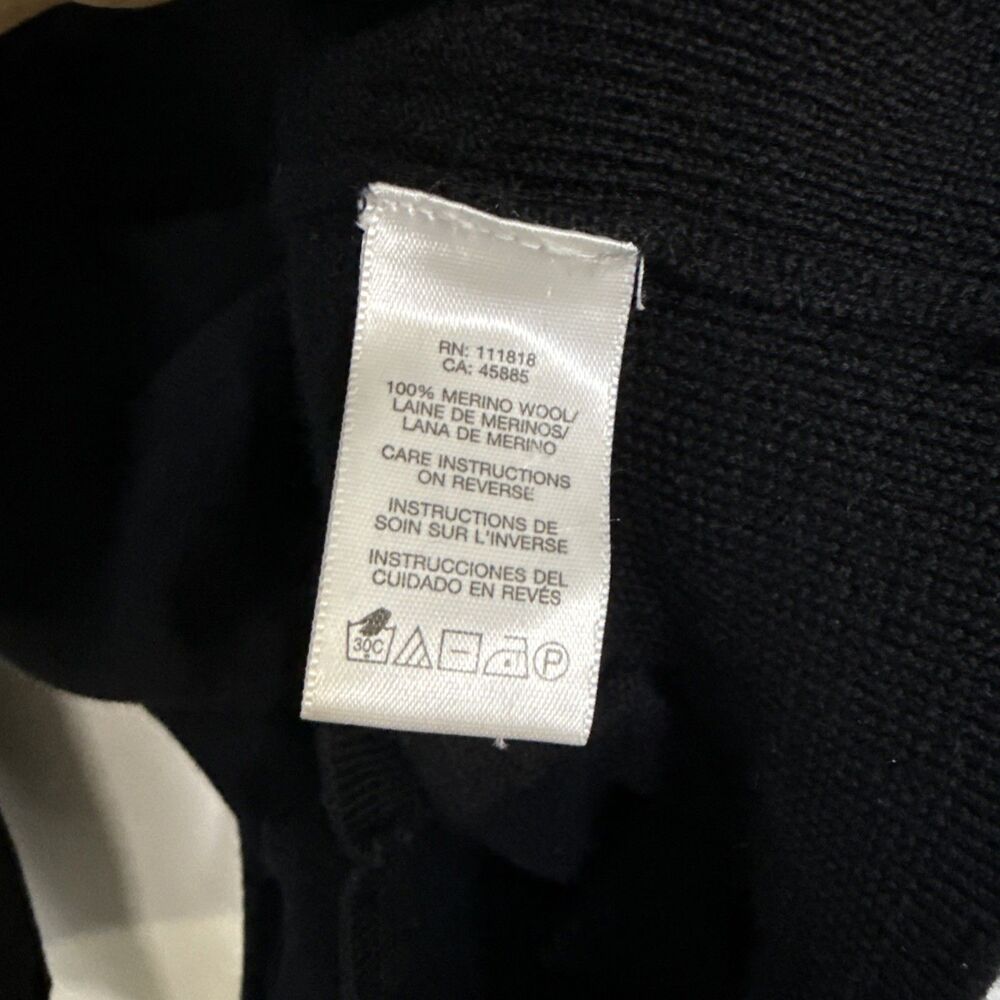 RN: 111818
CA: 45885
100% MERINO WOOL/
LAINE DE MERINOS/
LANA DE MERINO
CARE INSTRUCTIONS
ON REVERSE
INSTRUCTIONS DE
SOIN SUR L'INVERSE
INSTRUCCIONES DEL
CUIDADO EN REVÉS
30C P